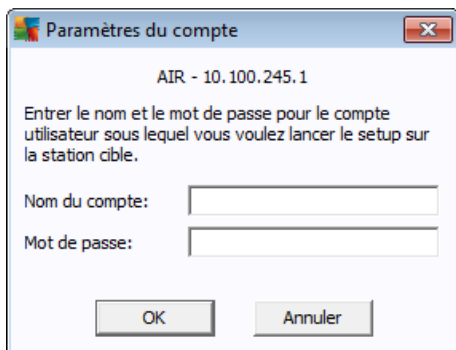 Paramètres du compte
AIR - 10.100.245.1
Entrer le nom et le mot de passe pour le compte
utilisateur sous lequel vous voulez lancer le setup sur
la station cible.
Nom du compte:
Mot de passe:
OK
Annuler